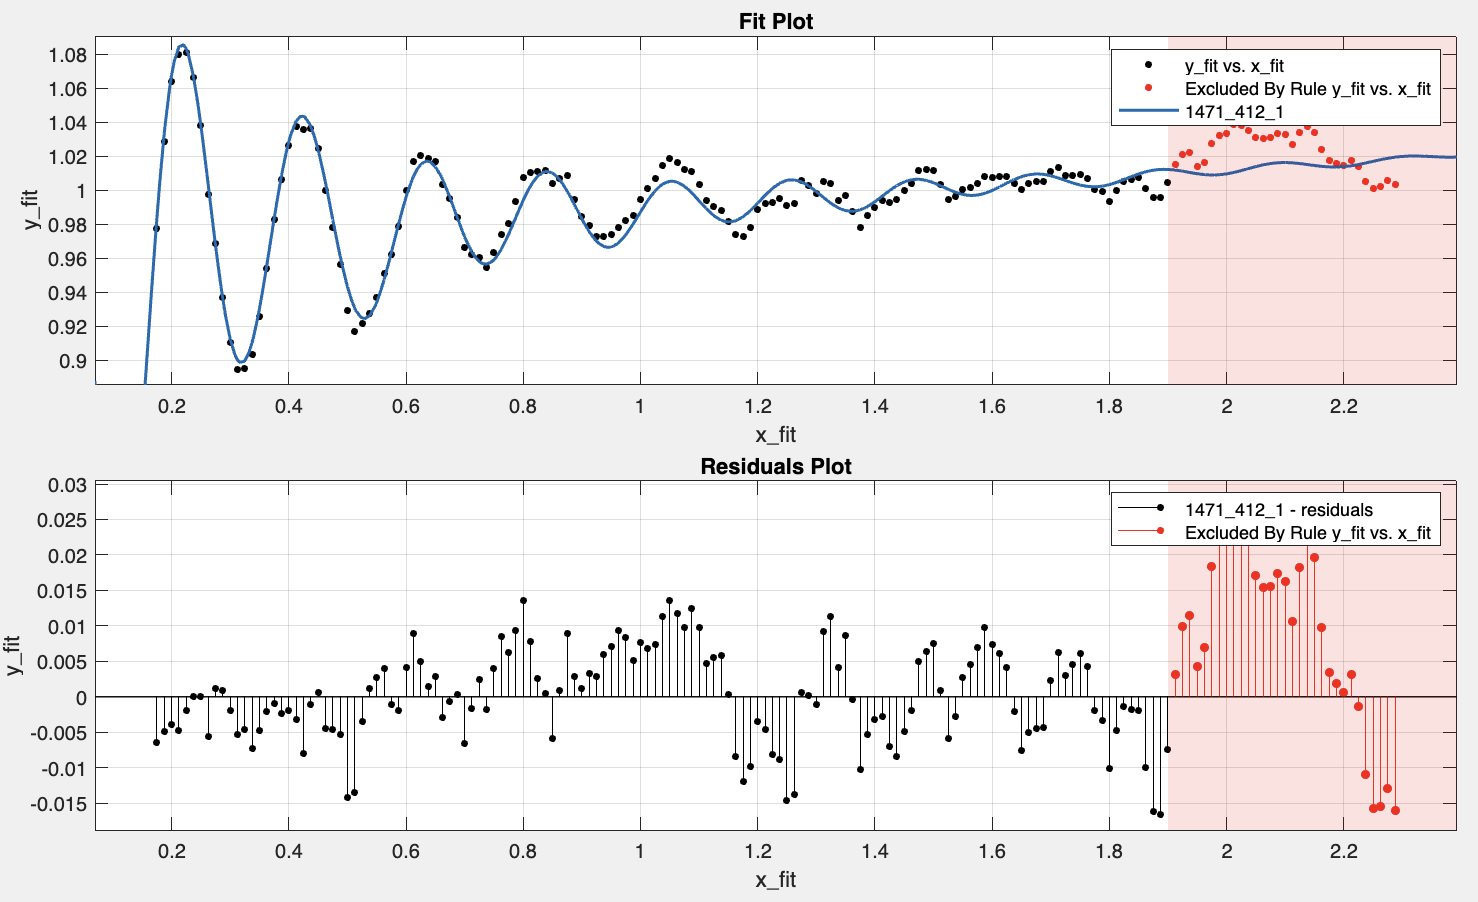 Fit Plot
1.08
1.06
1.04
1.02
1
0.98
0.96
0.94
0.92
0.9
y_fit
y_fit vs. x_fit
Excluded By Rule y_fit vs. x_fit
1471_412_1
0.2 0.4 0.6 0.8 1 1.2 1.4 1.6 1.8 2 2.2
x_fit
Residuals Plot
0.03
0.025
0.02
0.015
0.01
0.005
0
-0.005
-0.01
-0.015
y_fit
1471_412_1 - residuals
Excluded By Rule y_fit vs. x_fit
0.2 0.4 0.6 0.8 1 1.2 1.4 1.6 1.8 2 2.2
x_fit